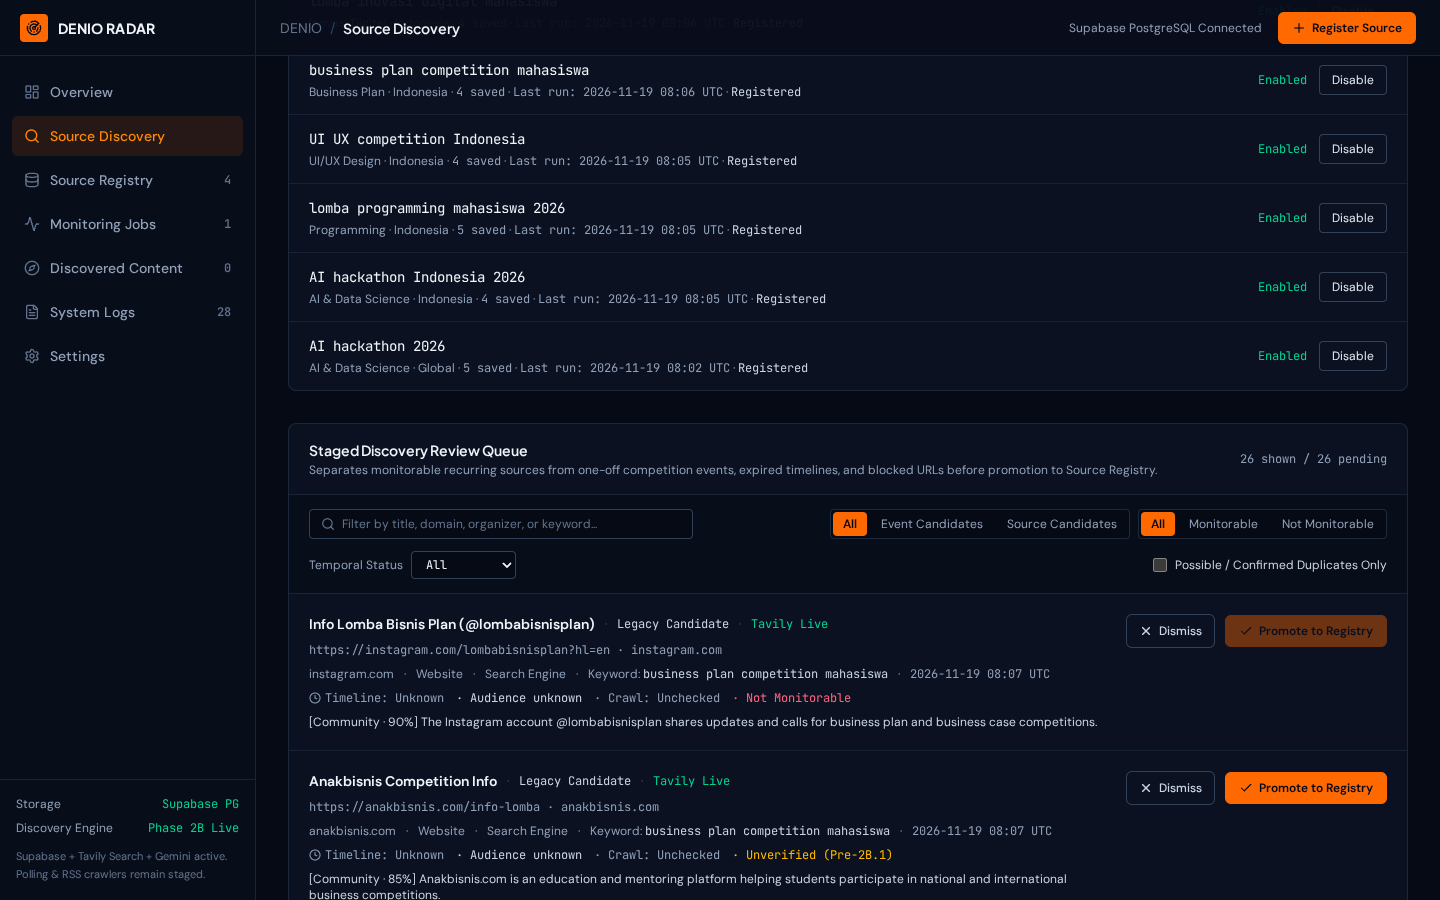 DENIO RADAR
DENIO / Source Discovery
Supabase PostgreSQL Connected
Register Source
Overview
Source Discovery
Source Registry 4
Monitoring Jobs 1
Discovered Content 0
System Logs 28
Settings
Storage Supabase PG
Discovery Engine Phase 2B Live
Supabase + Tavily Search + Gemini active.
Polling & RSS crawlers remain staged.
lomba inovasi digital mahasiswa
business plan competition mahasiswa
Business Plan · Indonesia · 4 saved · Last run: 2026-11-19 08:06 UTC · Registered
Enabled Disable
UI UX competition Indonesia
UI/UX Design · Indonesia · 4 saved · Last run: 2026-11-19 08:05 UTC · Registered
Enabled Disable
lomba programming mahasiswa 2026
Programming · Indonesia · 5 saved · Last run: 2026-11-19 08:05 UTC · Registered
Enabled Disable
AI hackathon Indonesia 2026
AI & Data Science · Indonesia · 4 saved · Last run: 2026-11-19 08:05 UTC · Registered
Enabled Disable
AI hackathon 2026
AI & Data Science · Global · 5 saved · Last run: 2026-11-19 08:02 UTC · Registered
Enabled Disable
Staged Discovery Review Queue
Separates monitorable recurring sources from one-off competition events, expired timelines, and blocked URLs before promotion to Source Registry.
26 shown / 26 pending
Filter by title, domain, organizer, or keyword...
All Event Candidates Source Candidates
All Monitorable Not Monitorable
Temporal Status All
Possible / Confirmed Duplicates Only
Info Lomba Bisnis Plan (@lombabisnisplan) · Legacy Candidate · Tavily Live
Dismiss Promote to Registry
https://instagram.com/lombabisnisplan?hl=en · instagram.com
instagram.com · Website · Search Engine · Keyword: business plan competition mahasiswa · 2026-11-19 08:07 UTC
Timeline: Unknown · Audience unknown · Crawl: Unchecked · Not Monitorable
[Community · 90%] The Instagram account @lombabisnisplan shares updates and calls for business plan and business case competitions.
Anakbisnis Competition Info · Legacy Candidate · Tavily Live
Dismiss Promote to Registry
https://anakbisnis.com/info-lomba · anakbisnis.com
anakbisnis.com · Website · Search Engine · Keyword: business plan competition mahasiswa · 2026-11-19 08:07 UTC
Timeline: Unknown · Audience unknown · Crawl: Unchecked · Unverified (Pre-2B.1)
[Community · 85%] Anakbisnis.com is an education and mentoring platform helping students participate in national and international
business competitions.